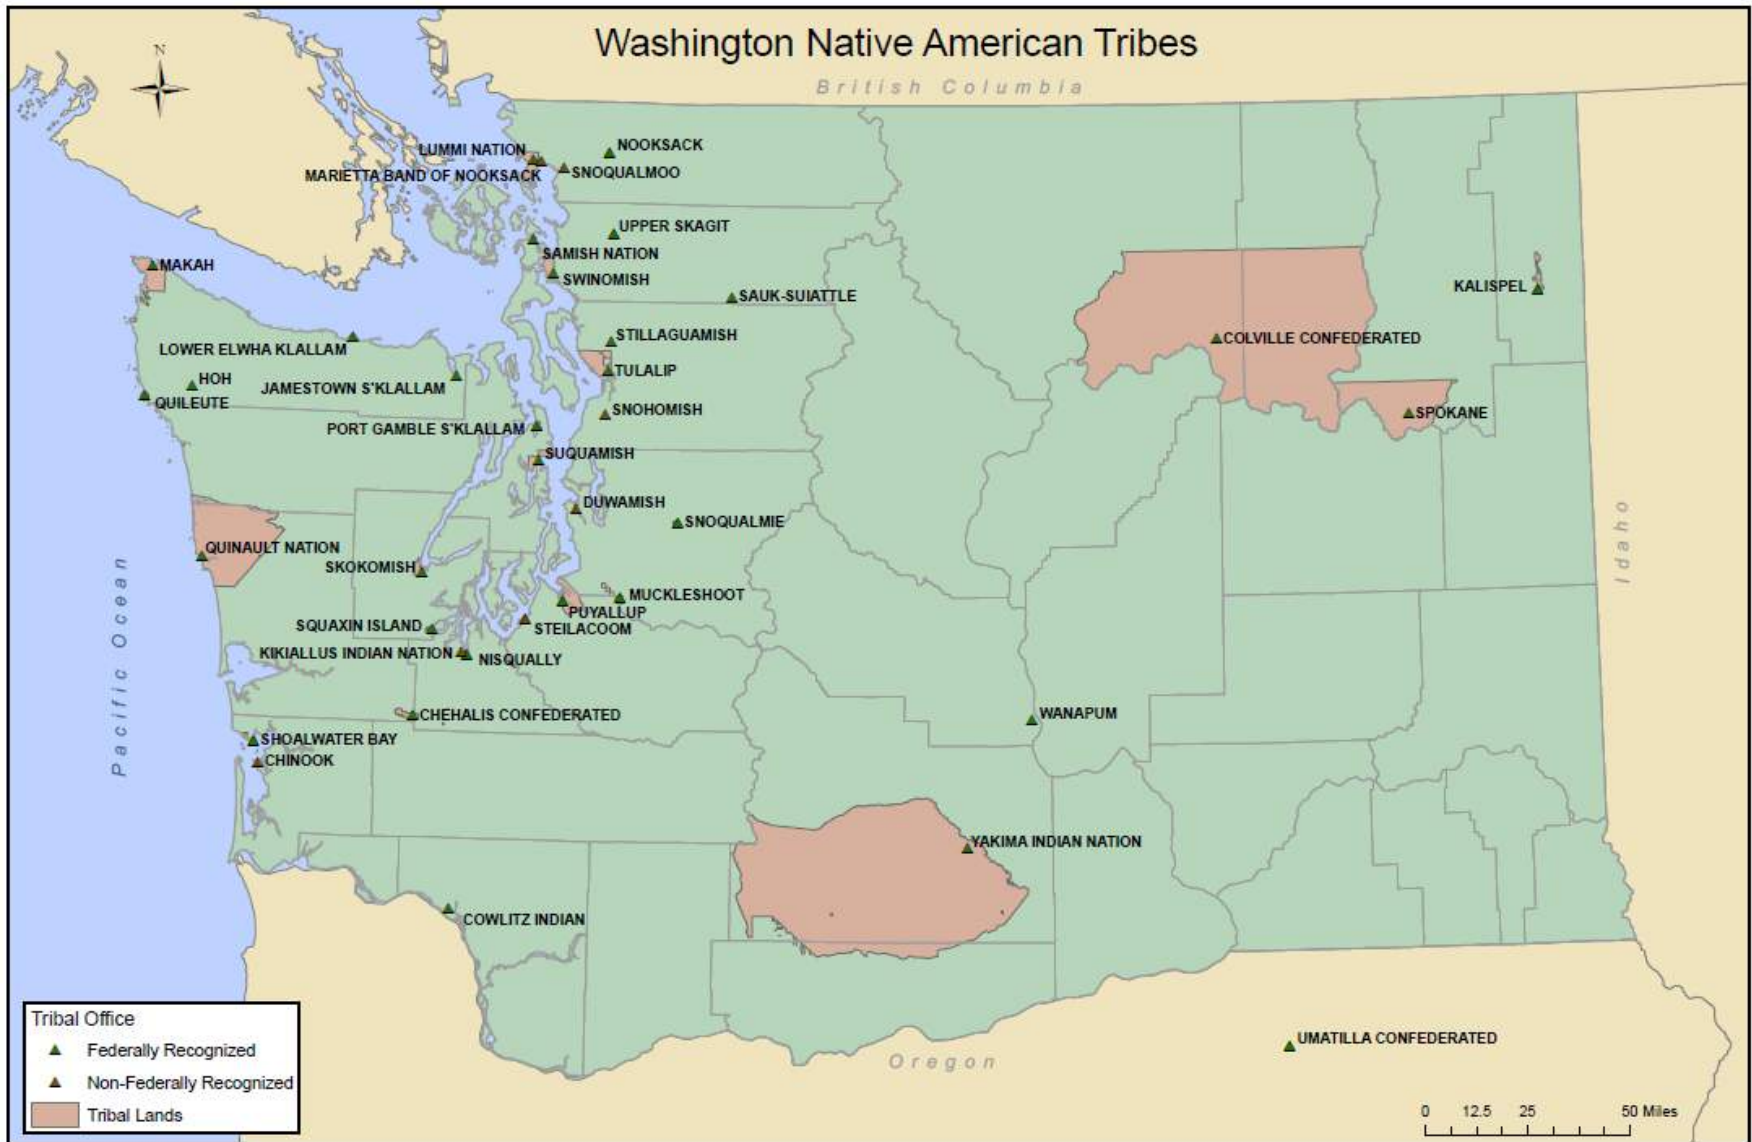 Washington Native American Tribes
British Columbia
N
NOOKSACK
LUMMI NATION
MARIETTA BAND OF NOOKSACK
SNOQUALMOO
UPPER SKAGIT
SAMISH NATION
MAKAH
SWINOMISH
KALISPEL
SAUK-SUIATTLE
STILLAGUAMISH
COLVILLE CONFEDERATED
LOWER ELWHA KLALLAM
TULALIP
HOH
JAMESTOWN S'KLALLAM
QUILEUTE
SNOHOMISH
SPOKANE
PORT GAMBLE S'KLALLAM
SUQUAMISH
DUWAMISH
SNOQUALMIE
QUINAULT NATION
SKOKOMISH
Idaho
Pacific Ocean
MUCKLESHOOT
PUYALLUP
SQUAXIN ISLAND
STEILACOOM
KIKIALLUS INDIAN NATION
NISQUALLY
CHEHALIS CONFEDERATED
WANAPUM
SHOALWATER BAY
CHINOOK
YAKIMA INDIAN NATION
COWLITZ INDIAN
Tribal Office
Federally Recognized
Non-Federally Recognized
Tribal Lands
Oregon
UMATILLA CONFEDERATED
0 12.5 25 50 Miles